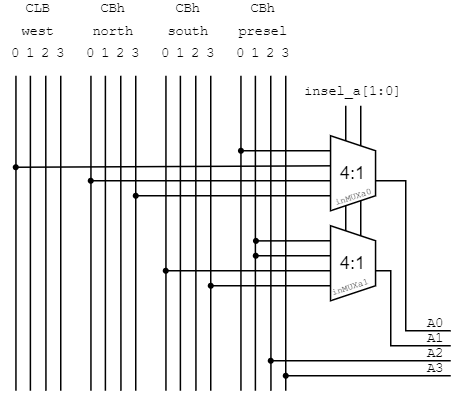 CLB CBh CBh CBh
west north south presel
0 1 2 3 0 1 2 3 0 1 2 3 0 1 2 3
insel_a[1:0]
4:1
inMUXa0
4:1
inMUXa1
A0
A1
A2
A3